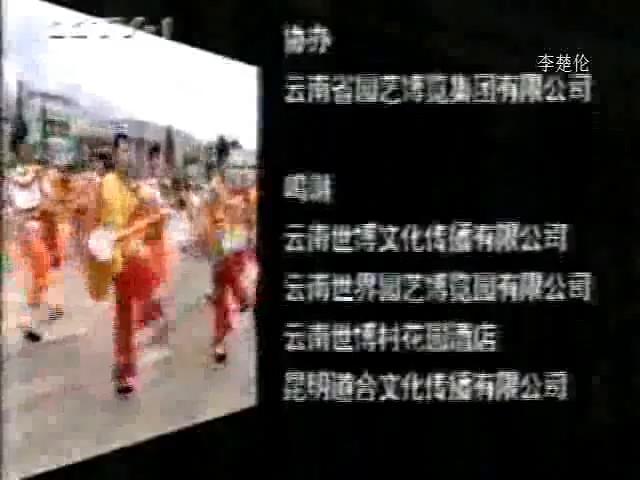 李楚伦
协办
云南省园艺博览集团有限公司
鸣谢
云南世博文化传播有限公司
云南世界园艺博览园有限公司
云南世博村花园酒店
昆明道合文化传播有限公司